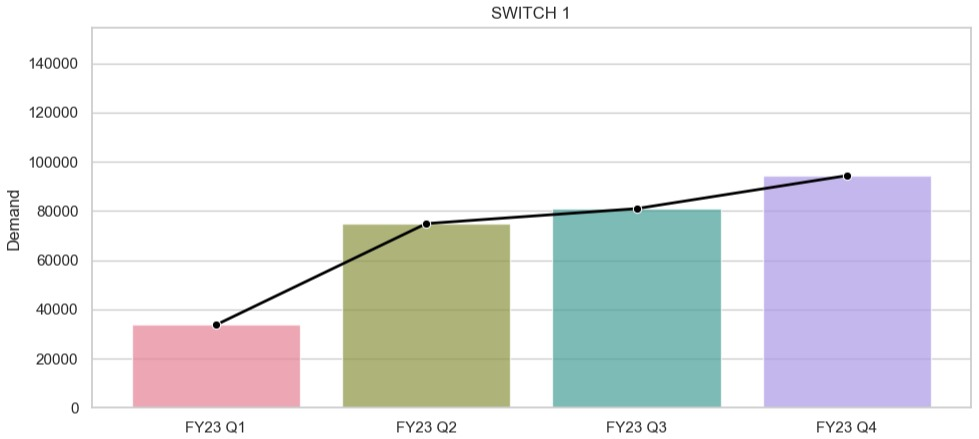 SWITCH 1
140000
120000
100000
80000
60000
40000
20000
0
Demand
FY23 Q1
FY23 Q2
FY23 Q3
FY23 Q4